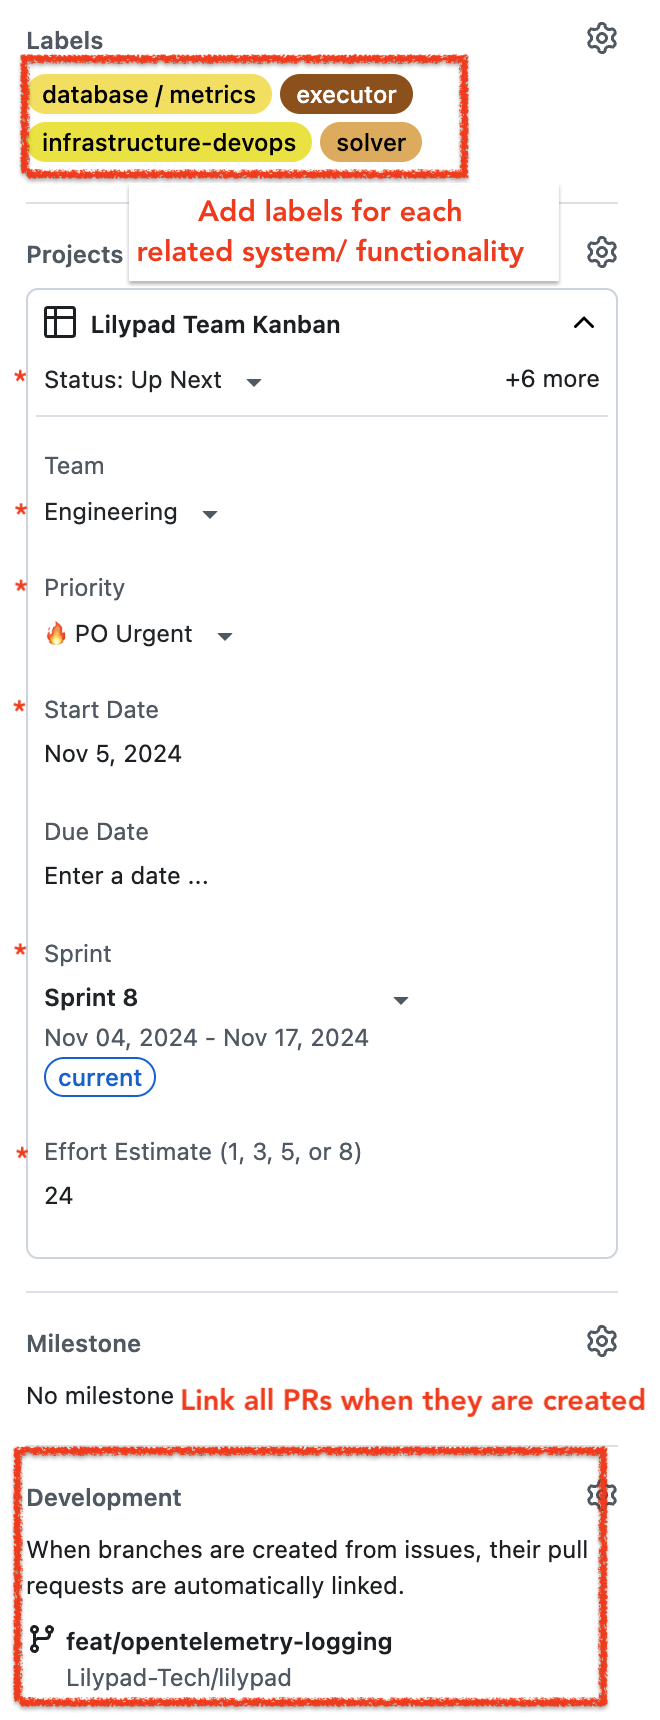 Labels
database / metrics executor
infrastructure-devops solver
Add labels for each
related system/ functionality
Projects
Lilypad Team Kanban
* Status: Up Next +6 more
Team
* Engineering
* Priority
🔥 PO Urgent
* Start Date
Nov 5, 2024
Due Date
Enter a date ...
* Sprint
Sprint 8
Nov 04, 2024 - Nov 17, 2024
current
* Effort Estimate (1, 3, 5, or 8)
24
Milestone
No milestone Link all PRs when they are created
Development
When branches are created from issues, their pull
requests are automatically linked.
feat/opentelemetry-logging
Lilypad-Tech/lilypad